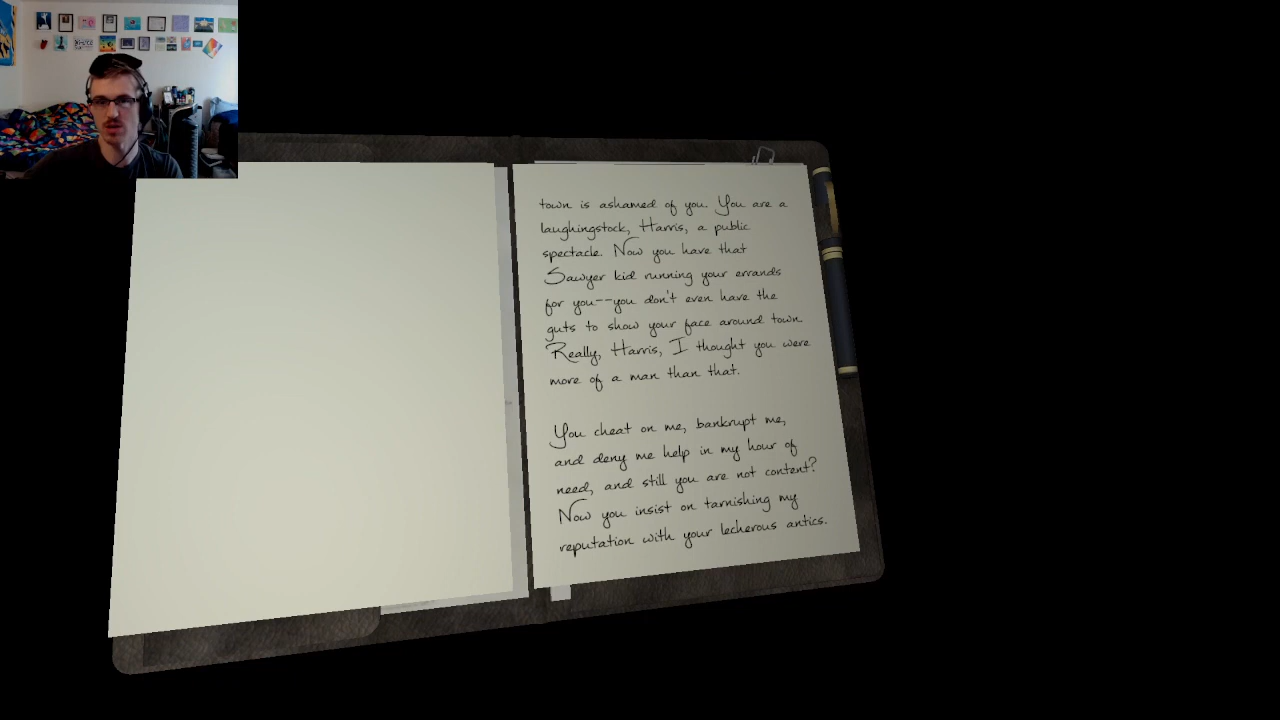 town is ashamed of you. You are a
laughingstock, Harris, a public
spectacle. Now you have that
Sawyer kid running your errands
for you--you don't even have the
guts to show your face around town.
Really, Harris, I thought you were
more of a man than that.
You cheat on me, bankrupt me,
and deny me help in my hour of
need, and still you are not content?
Now you insist on tarnishing my
reputation with your lecherous antics.